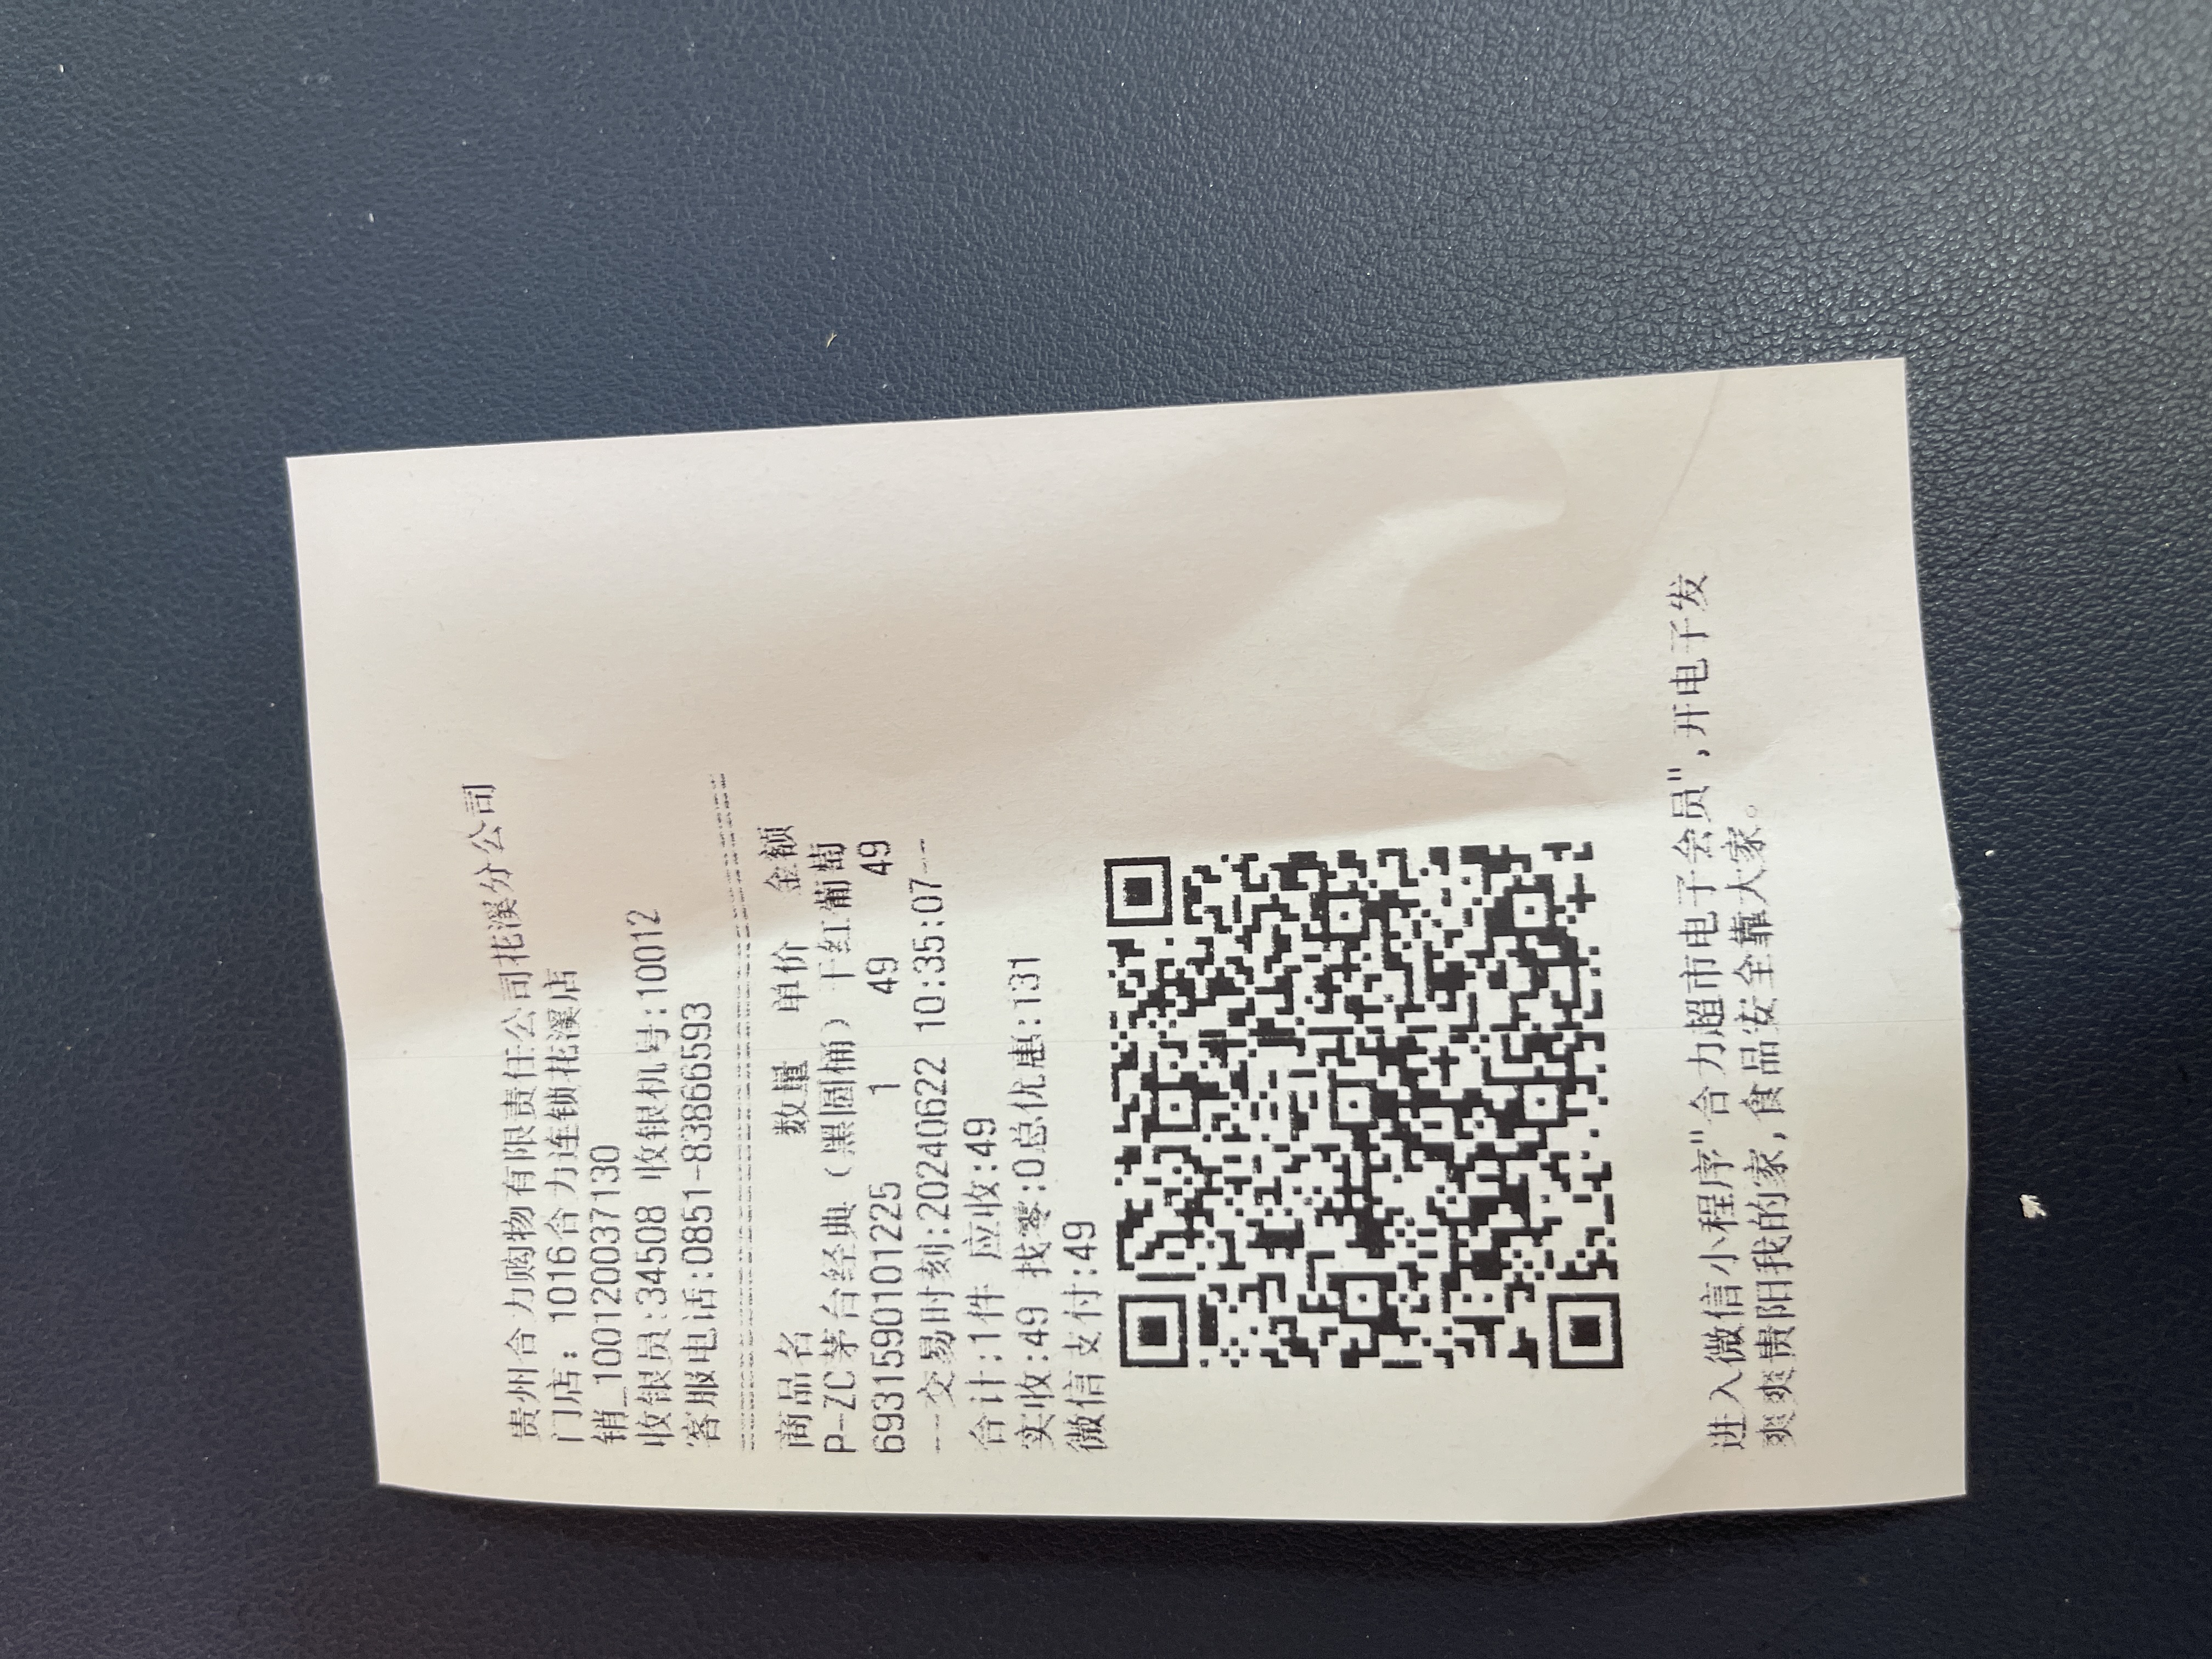 贵州合力购物有限责任公司花溪分公司
门店：1016合力连锁花溪店
销_100120037130
收银员:34508 收银机号:10012
客服电话:0851-83866593
商品名 数量 单价 金额
P-ZC茅台经典（黑圆桶）干红葡萄
6931590101225 1 49 49
---交易时刻:20240622 10:35:07--
合计:1件 应收:49
实收:49 找零:0总优惠:131
微信支付:49
进入微信小程序"合力超市电子会员",开电子发
爽爽贵阳我的家,食品安全靠大家。